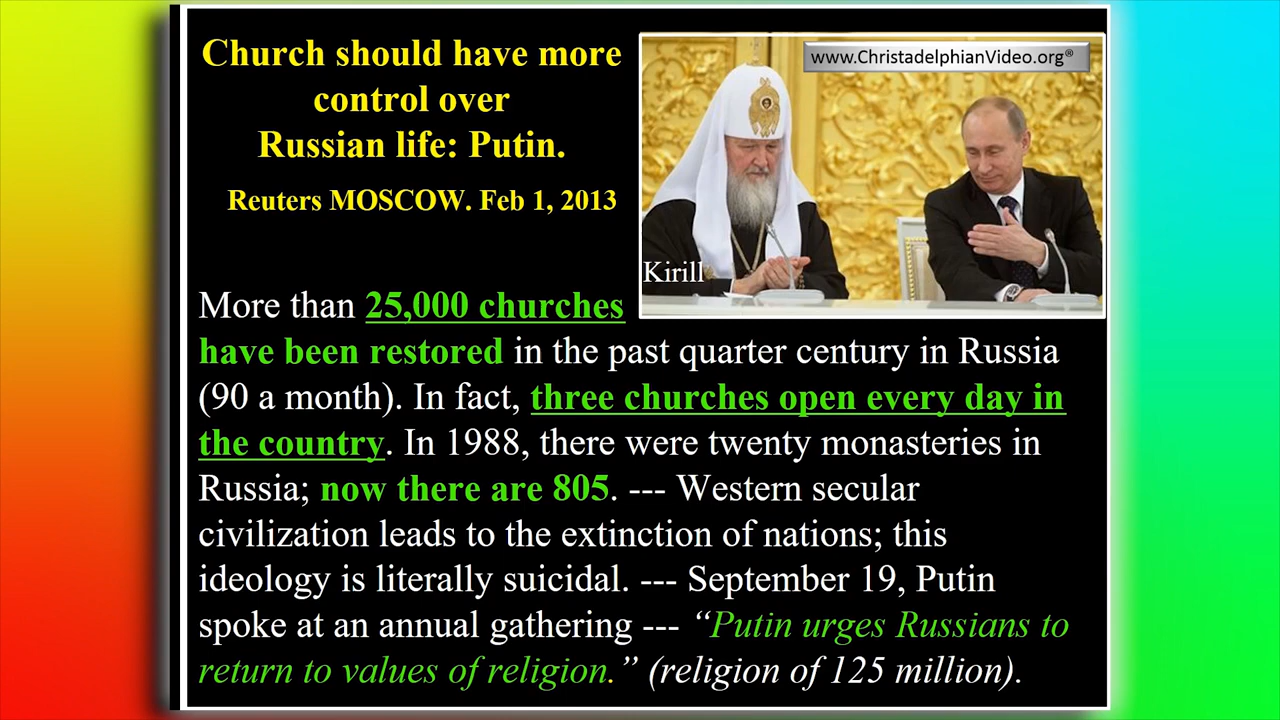 Church should have more
control over
Russian life: Putin.
Reuters MOSCOW. Feb 1, 2013
www.ChristadelphianVideo.org®
Kirill
More than 25,000 churches
have been restored in the past quarter century in Russia
(90 a month). In fact, three churches open every day in
the country. In 1988, there were twenty monasteries in
Russia; now there are 805. --- Western secular
civilization leads to the extinction of nations; this
ideology is literally suicidal. --- September 19, Putin
spoke at an annual gathering --- “Putin urges Russians to
return to values of religion.” (religion of 125 million).